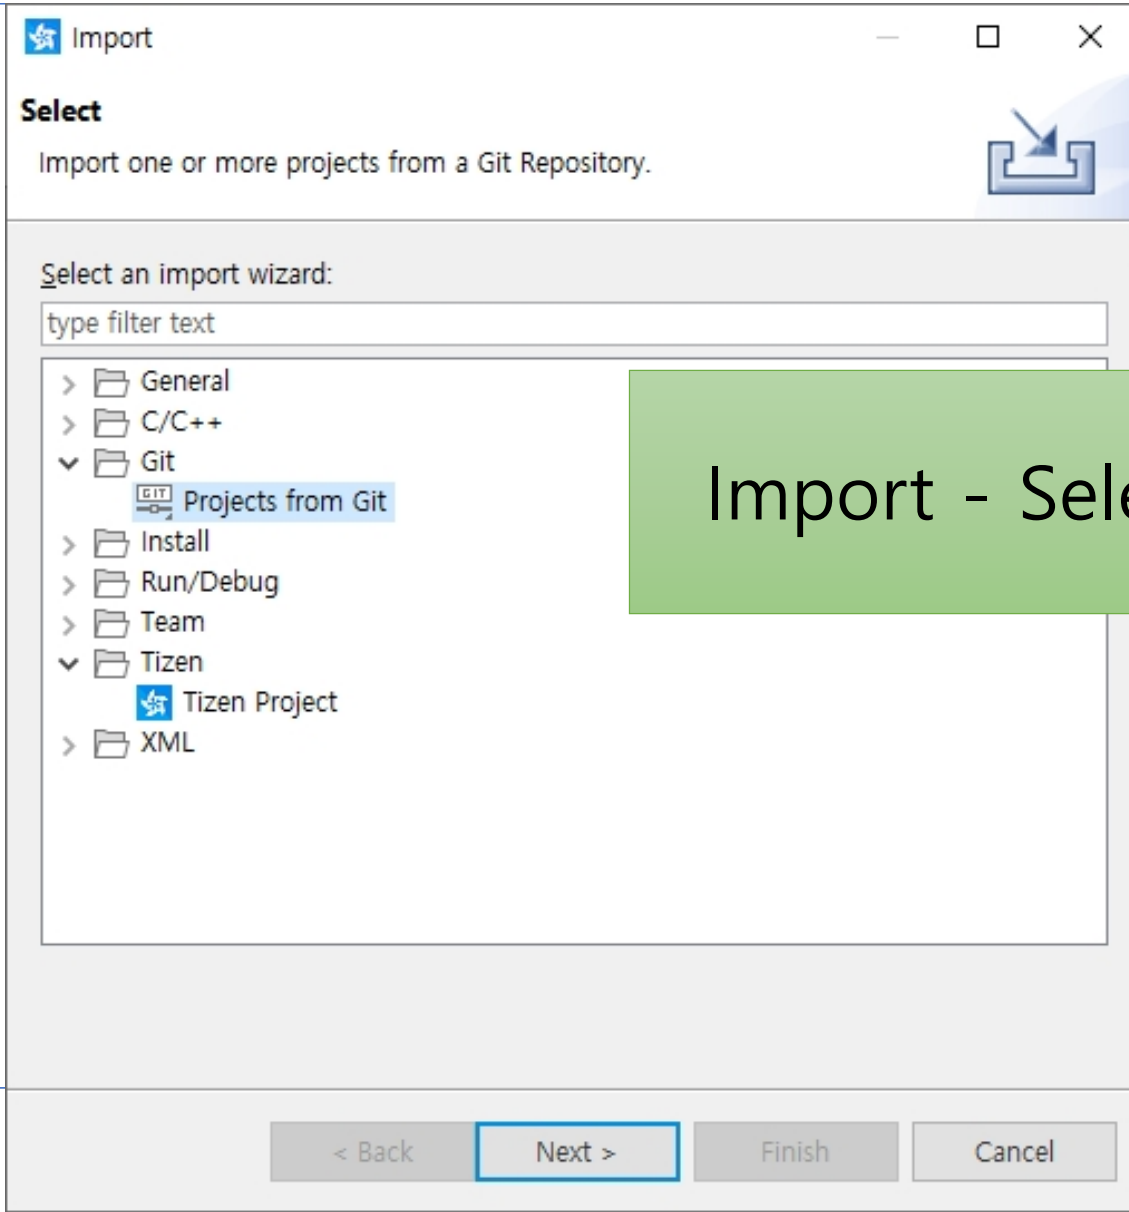 Import
Select
Import one or more projects from a Git Repository.
Select an import wizard:
type filter text
General
C/C++
Git
GIT
Projects from Git
Install
Run/Debug
Team
Tizen
Tizen Project
XML
Import - Sele
< Back
Next >
Finish
Cancel